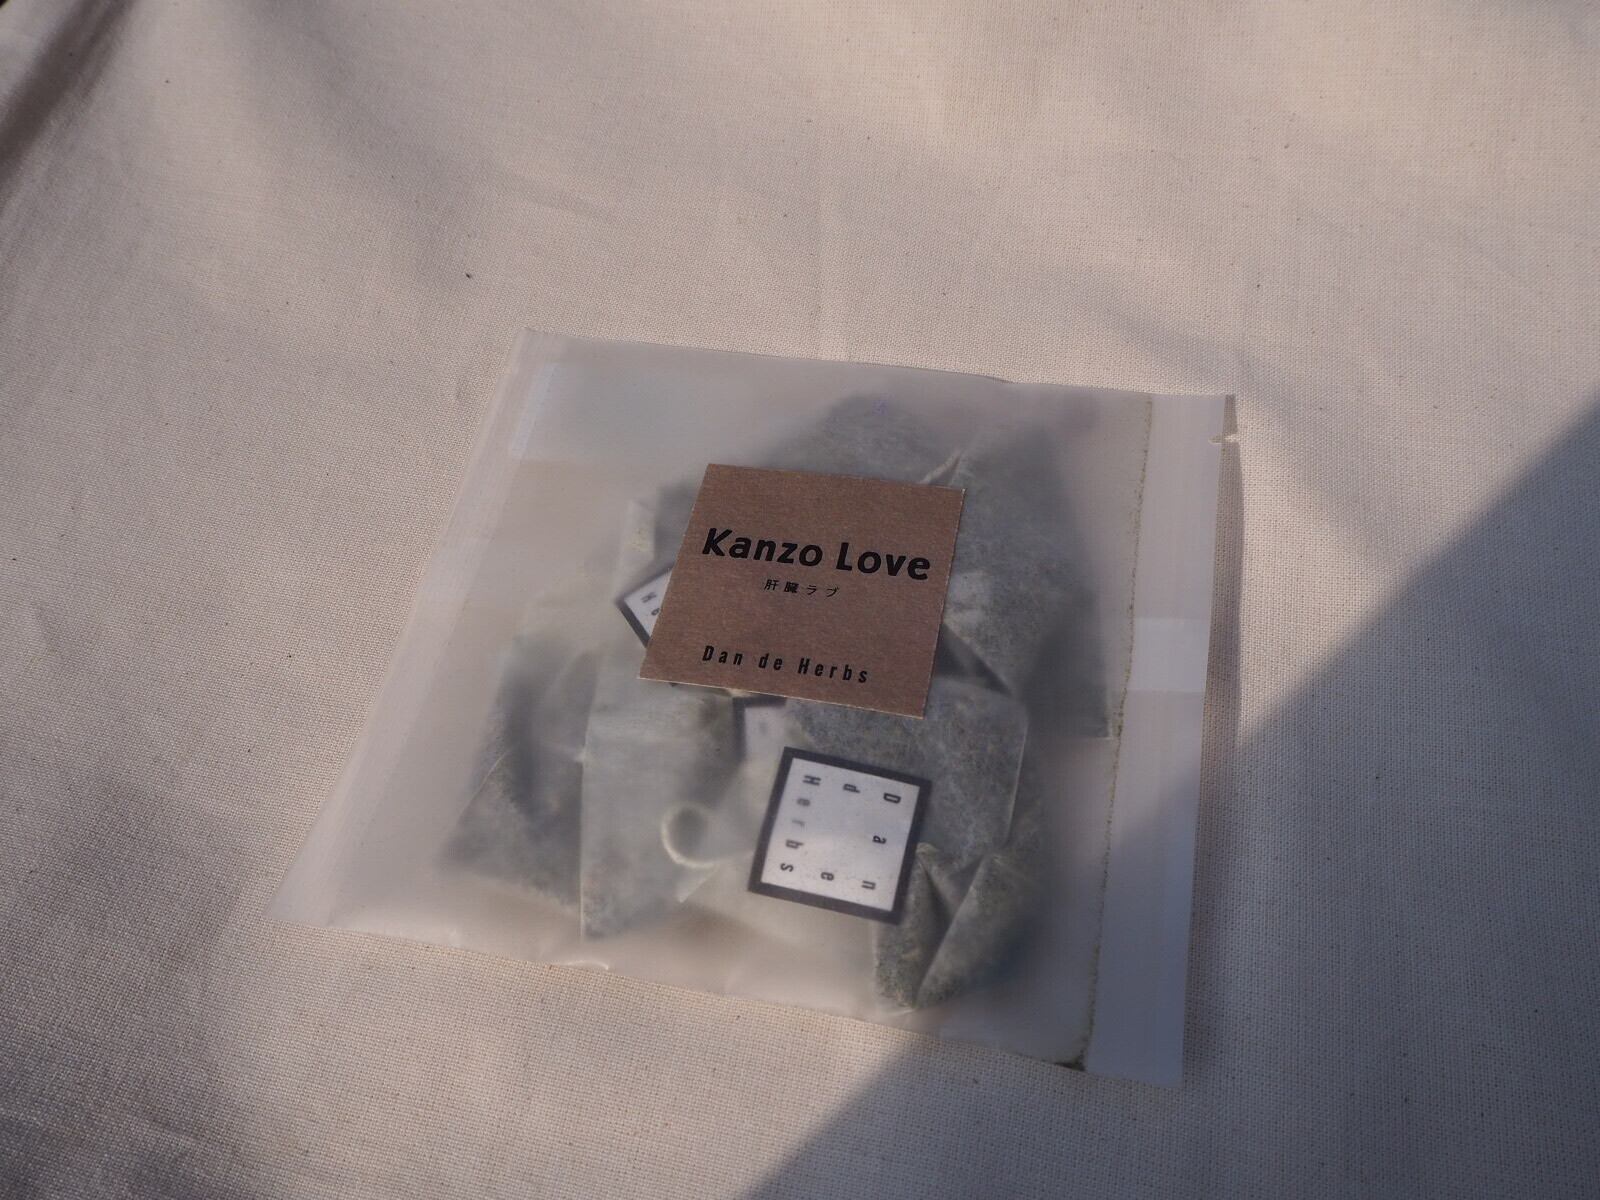 Kanzo Love
肝臓ラブ
Dan de Herbs
Dan
de
Herbs